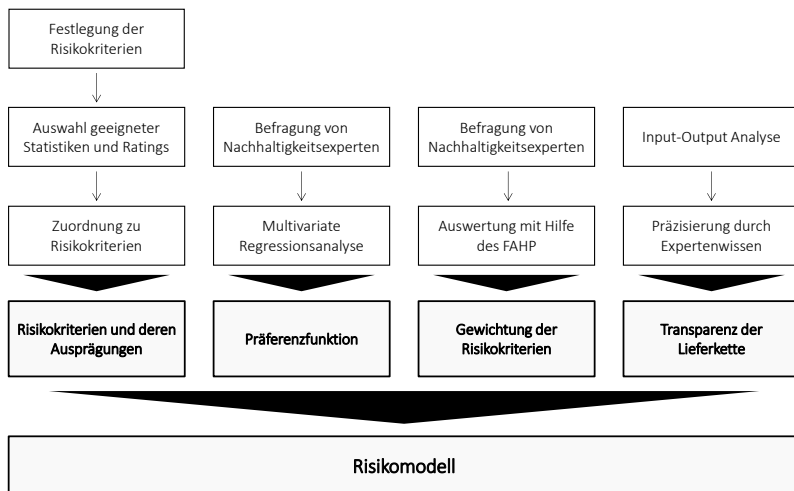 Festlegung der
Risikokriterien
Auswahl geeigneter
Statistiken und Ratings
Befragung von
Nachhaltigkeitsexperten
Befragung von
Nachhaltigkeitsexperten
Input-Output Analyse
Zuordnung zu
Risikokriterien
Multivariate
Regressionsanalyse
Auswertung mit Hilfe
des FAHP
Präzisierung durch
Expertenwissen
Risikokriterien und deren
Ausprägungen
Präferenzfunktion
Gewichtung der
Risikokriterien
Transparenz der
Lieferkette
Risikomodell